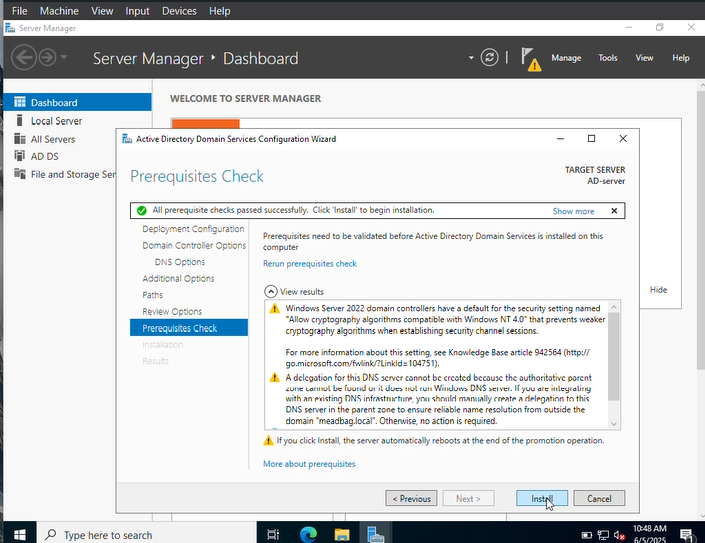 File Machine View Input Devices Help
Server Manager
Server Manager ‣ Dashboard
Manage Tools View Help
Dashboard
Local Server
All Servers
AD DS
File and Storage Ser
WELCOME TO SERVER MANAGER
Hide
Active Directory Domain Services Configuration Wizard
Prerequisites Check
TARGET SERVER
AD-server
All prerequisite checks passed successfully. Click 'Install' to begin installation.
Show more
Deployment Configuration
Domain Controller Options
DNS Options
Additional Options
Paths
Review Options
Prerequisites Check
Installation
Results
Prerequisites need to be validated before Active Directory Domain Services is installed on this
computer
Rerun prerequisites check
View results
Windows Server 2022 domain controllers have a default for the security setting named
"Allow cryptography algorithms compatible with Windows NT 4.0" that prevents weaker
cryptography algorithms when establishing security channel sessions.
For more information about this setting, see Knowledge Base article 942564 (http://
go.microsoft.com/fwlink/?LinkId=104751).
A delegation for this DNS server cannot be created because the authoritative parent
zone cannot be found or it does not run Windows DNS server. If you are integrating
with an existing DNS infrastructure, you should manually create a delegation to this
DNS server in the parent zone to ensure reliable name resolution from outside the
domain "meadbag.local". Otherwise, no action is required.
If you click Install, the server automatically reboots at the end of the promotion operation.
More about prerequisites
< Previous
Next >
Install
Cancel
Type here to search
10:48 AM
6/5/2025
1